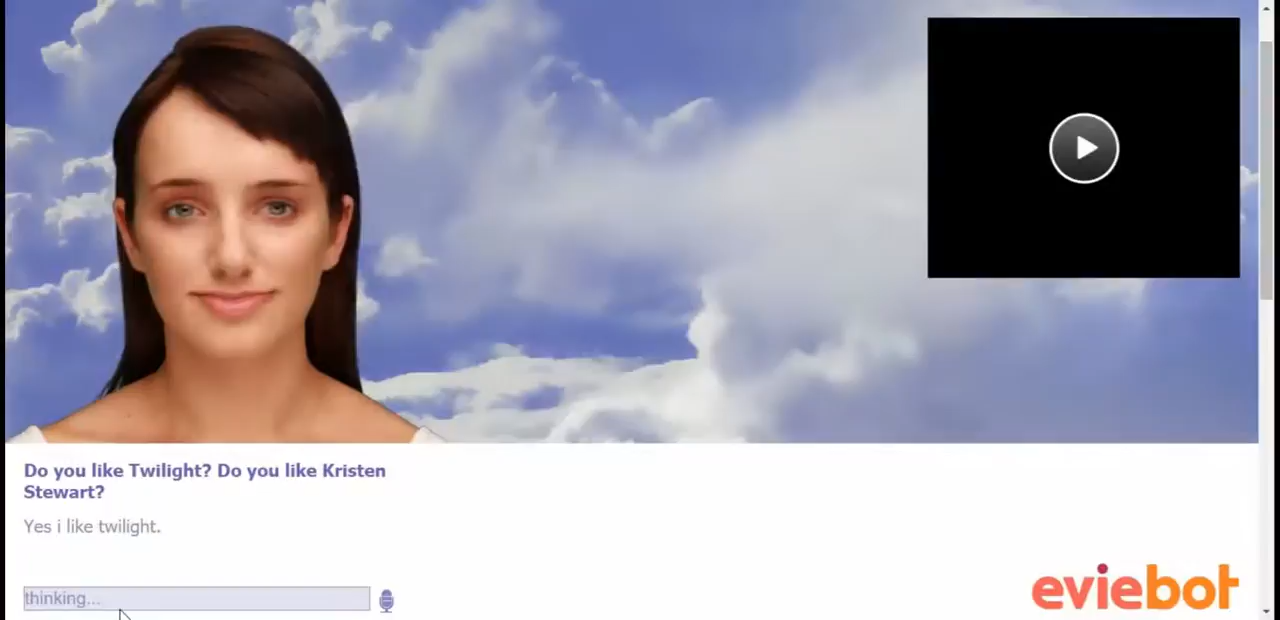 Do you like Twilight? Do you like Kristen
Stewart?
Yes i like twilight.
thinking...
eviebot